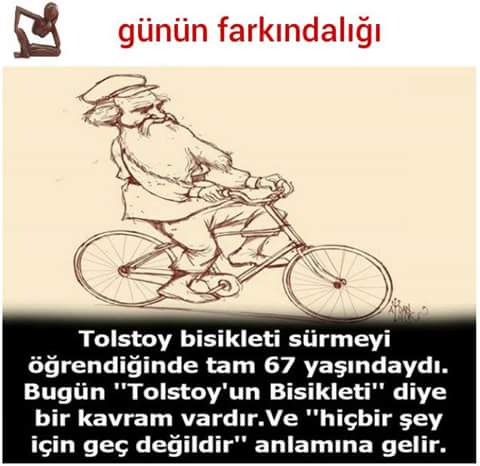 günün farkındalığı
Tolstoy bisikleti sürmeyi
öğrendiğinde tam 67 yaşındaydı.
Bugün "Tolstoy'un Bisikleti" diye
bir kavram vardır.Ve "hiçbir şey
için geç değildir" anlamına gelir.